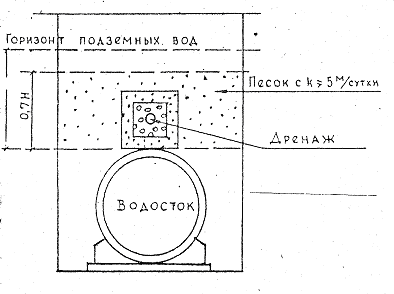 Горизонт подземных. вод
Песок с k ⩾ 5 м/сутки
0,7H
Дренаж
Водосток